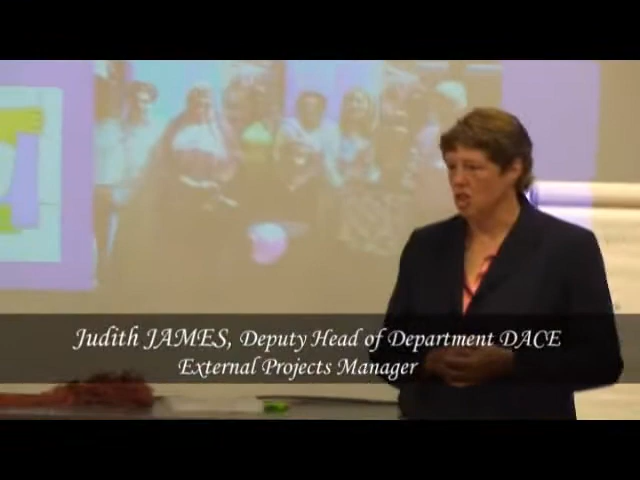 Judith JAMES, Deputy Head of Department DACE
External Projects Manager